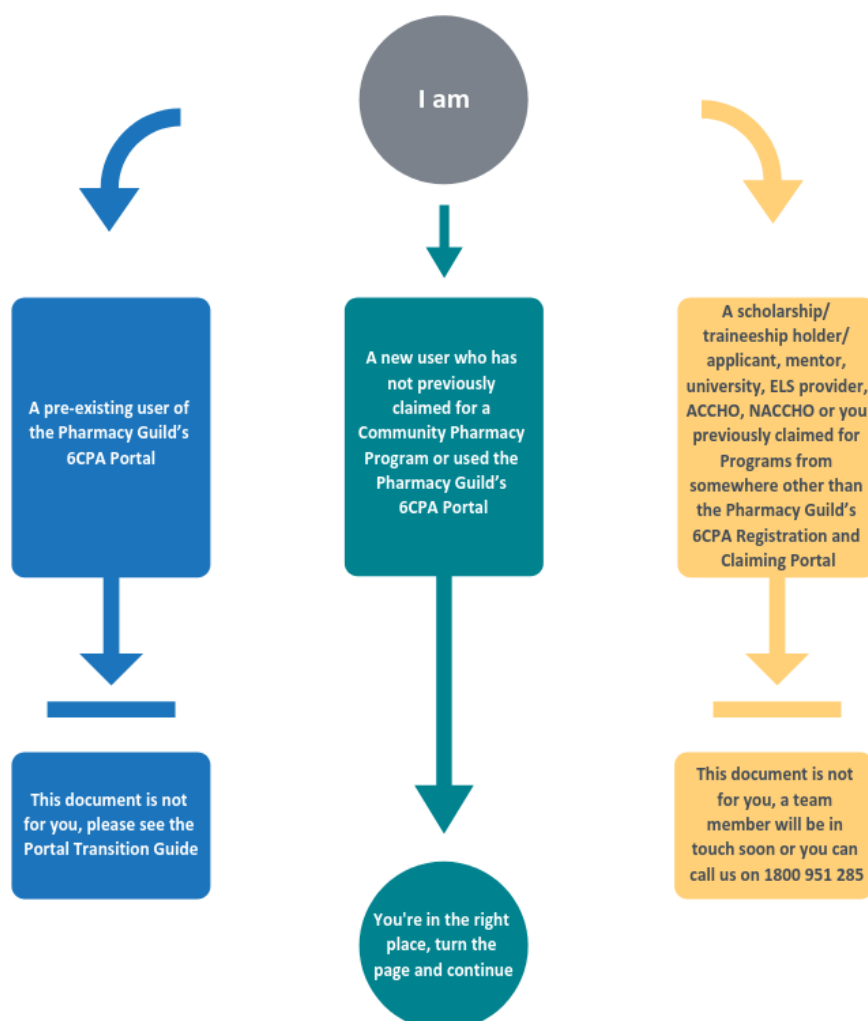 I am
A pre-existing user of
the Pharmacy Guild’s
6CPA Portal
This document is not
for you, please see the
Portal Transition Guide
A new user who has
not previously
claimed for a
Community Pharmacy
Program or used the
Pharmacy Guild’s
6CPA Portal
You're in the right
place, turn the
page and continue
A scholarship/
traineeship holder/
applicant, mentor,
university, ELS provider,
ACCHO, NACCHO or you
previously claimed for
Programs from
somewhere other than
the Pharmacy Guild’s
6CPA Registration and
Claiming Portal
This document is not
for you, a team
member will be in
touch soon or you can
call us on 1800 951 285